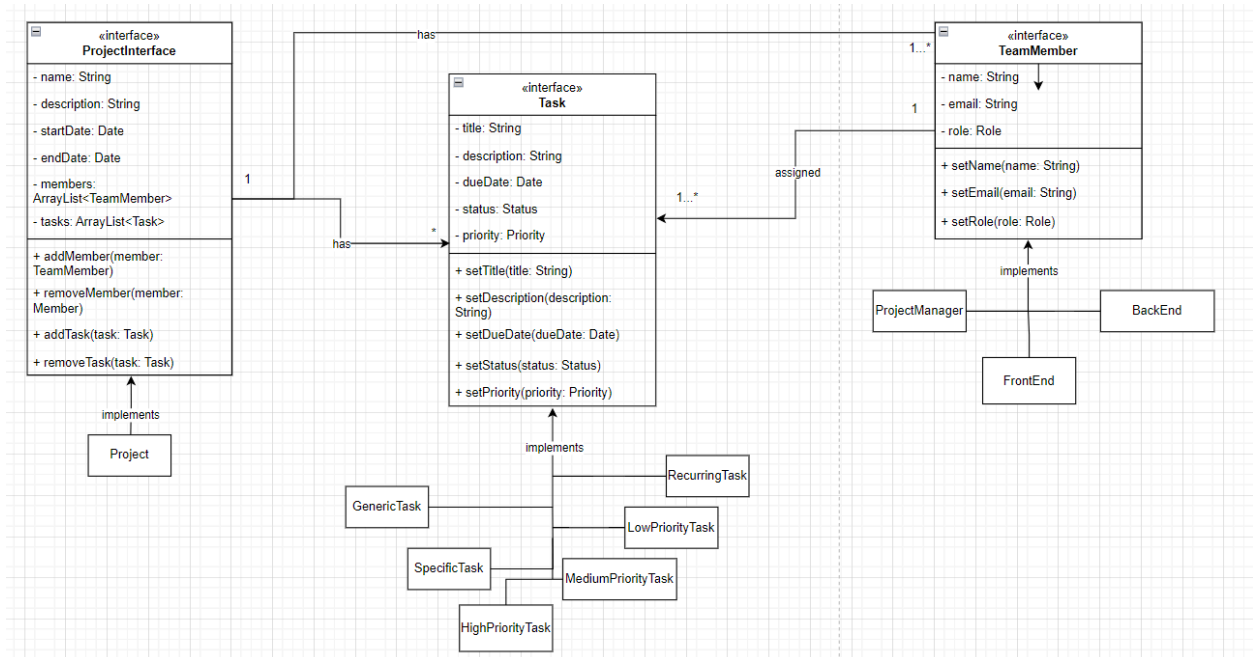 «interface»
ProjectInterface
- name: String
- description: String
- startDate: Date
- endDate: Date
- members:
ArrayList<TeamMember>
- tasks: ArrayList<Task>
+ addMember(member:
TeamMember)
+ removeMember(member:
Member)
+ addTask(task: Task)
+ removeTask(task: Task)
implements
Project
has
1...*
1
has
*
«interface»
Task
- title: String
- description: String
- dueDate: Date
- status: Status
- priority: Priority
+ setTitle(title: String)
+ setDescription(description:
String)
+ setDueDate(dueDate: Date)
+ setStatus(status: Status)
+ setPriority(priority: Priority)
implements
RecurringTask
GenericTask
LowPriorityTask
SpecificTask
MediumPriorityTask
HighPriorityTask
1
assigned
1...*
«interface»
TeamMember
- name: String
- email: String
- role: Role
+ setName(name: String)
+ setEmail(email: String)
+ setRole(role: Role)
implements
ProjectManager
BackEnd
FrontEnd